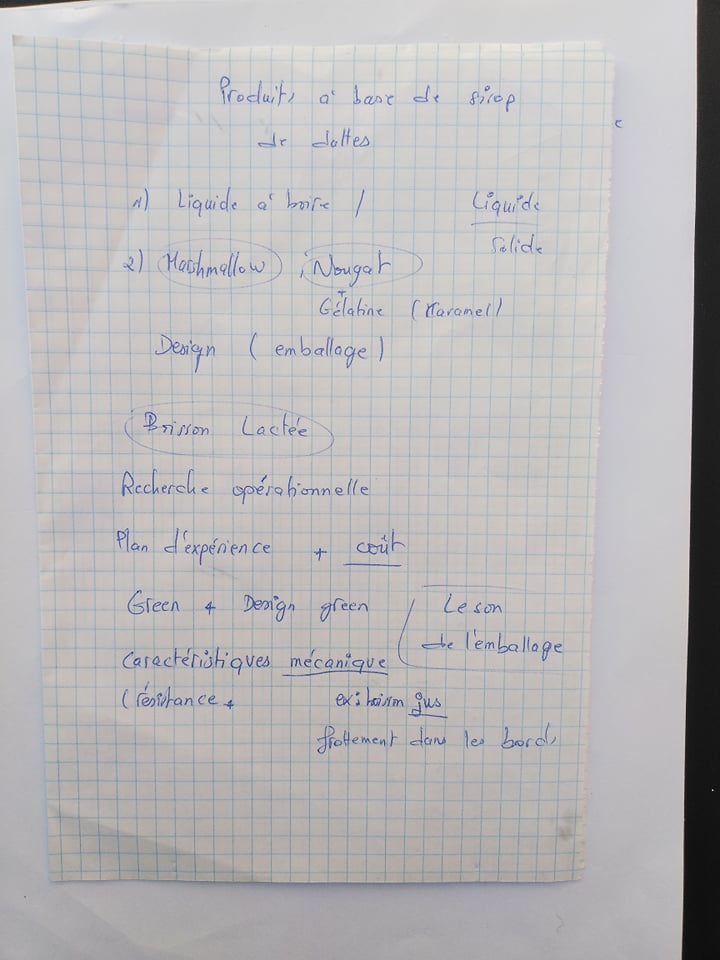 Produits à base de sirop
de dattes
1) Liquide à boire /
Liquide
Solide
2) Marshmallow , Nougat
+
Gélatine (Karamel)
Design ( emballage )
Boisson Lactée
Recherche opérationnelle
Plan d'expérience + coût
Green + Design green
Le son
de l'emballage
Caractéristiques mécanique
( résistance +
ex: boisson jus
frottement dans les bords